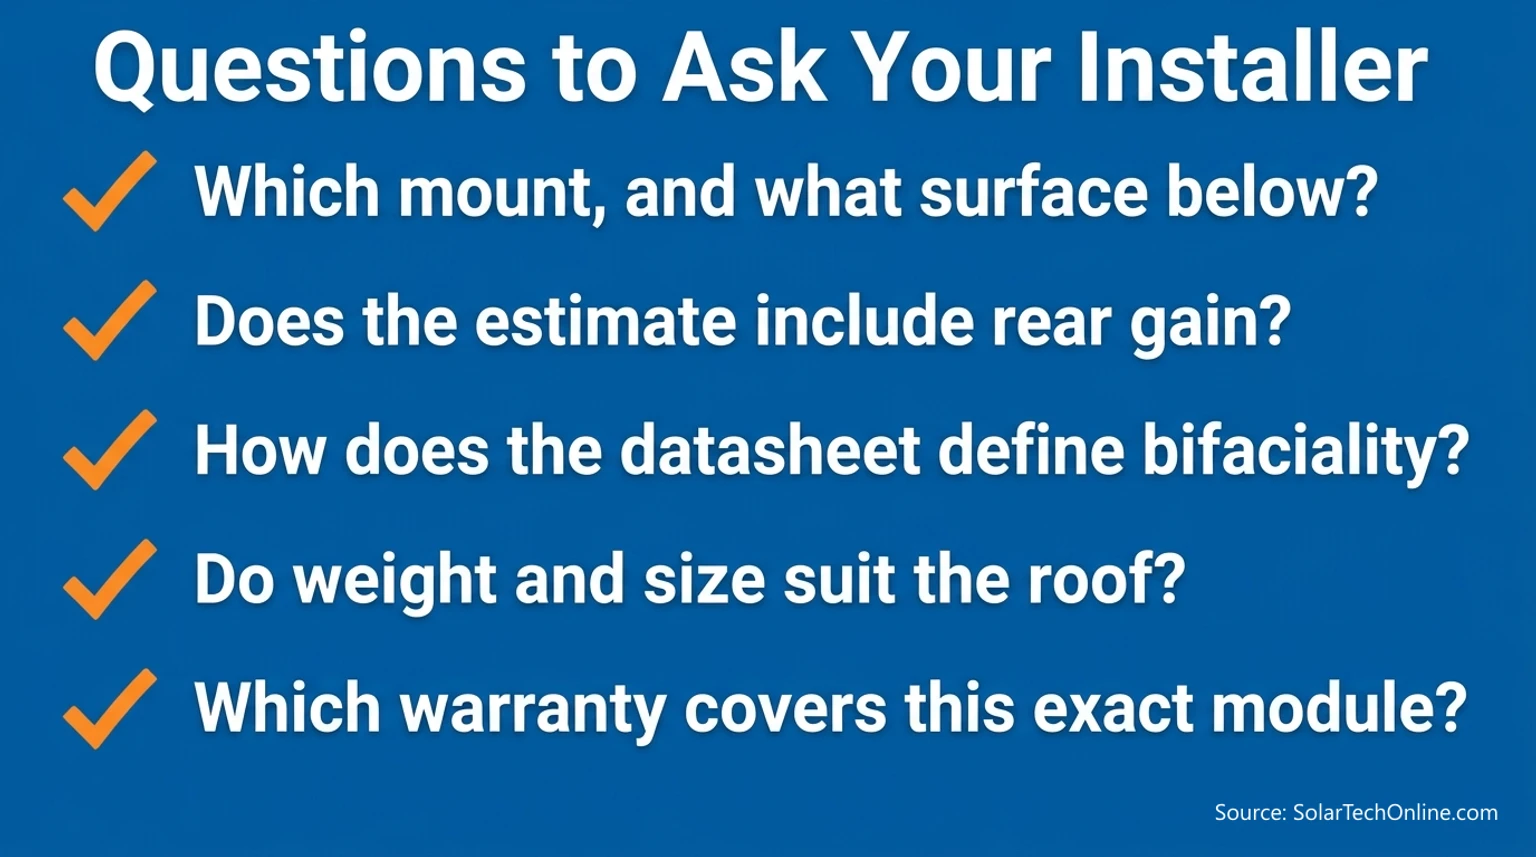 Questions to Ask Your Installer
Which mount, and what surface below?
Does the estimate include rear gain?
How does the datasheet define bifaciality?
Do weight and size suit the roof?
Which warranty covers this exact module?
Source: SolarTechOnline.com